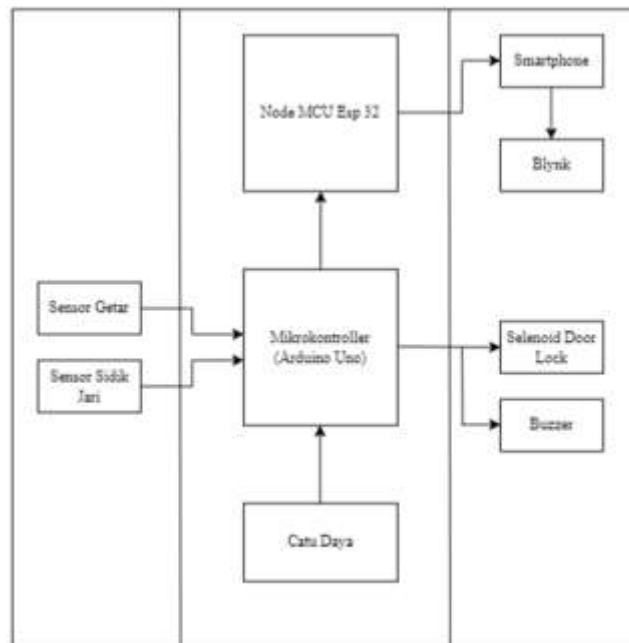 Smartphone
Node MCU Esp 32
Blynk
Sensor Getar
Mikrokontroller
(Arduino Uno)
Selenoid Door
Lock
Sensor Sidik
Jari
Buzzer
Catu Daya